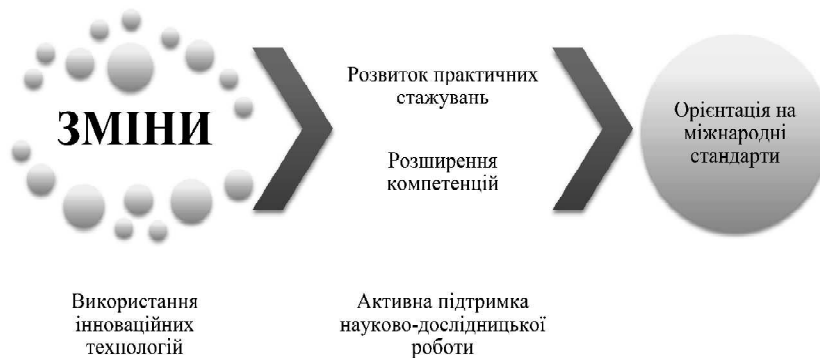 ЗМІНИ
Розвиток практичних
стажувань
Розширення
компетенцій
Орієнтація на
міжнародні
стандарти
Використання
інноваційних
технологій
Активна підтримка
науково-дослідницької
роботи